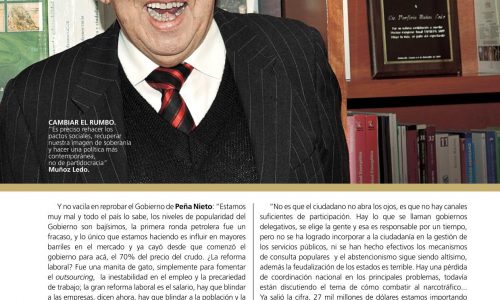 Dip. Porfirio Muñoz Ledo
CAMBIAR EL RUMBO.
"Es preciso rehacer los
pactos sociales, recuperar
nuestra imagen de soberanía
y hacer una política más
contemporánea,
no de partidocracia"
Muñoz Ledo.
Y no vacila en reprobar el Gobierno de Peña Nieto: "Estamos
muy mal y todo el país lo sabe, los niveles de popularidad del
Gobierno son bajísimos, la primera ronda petrolera fue un
fracaso, y lo único que estamos haciendo es influir en mayores
barriles en el mercado y ya cayó desde que comenzó el
gobierno para acá, el 70% del precio del crudo. ¿La reforma
laboral? Fue una manita de gato, simplemente para fomentar
el outsourcing, la inestabilidad en el empleo y la precariedad
de trabajo; la gran reforma laboral es el salario, hay que blindar
a las empresas, dicen ahora, hay que blindar a la población y la
"No es que el ciudadano no abra los ojos, es que no hay canales
suficientes de participación. Hay lo que se llaman gobiernos
delegativos, se elige la gente y esa es responsable por un tiempo,
pero no se ha logrado incorporar a la ciudadanía en la gestión de
los servicios públicos, ni se han hecho efectivos los mecanismos
de consulta populares y el abstencionismo sigue siendo altísimo,
además la feudalización de los estados es terrible. Hay una pérdida
de coordinación nacional en los principales problemas, todavía
están discutiendo el tema de cómo combatir al narcotráfico...
Ya salió la cifra, 27 mil millones de dólares estamos importando